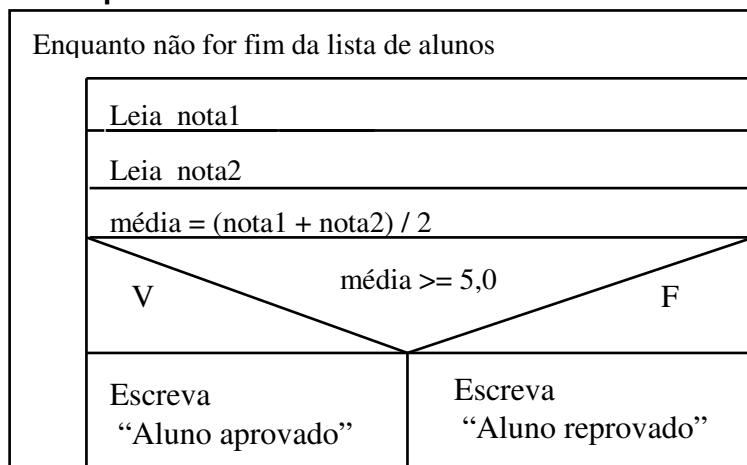 Enquanto não for fim da lista de alunos
Leia nota1
Leia nota2
média = (nota1 + nota2) / 2
média >= 5,0
V
F
Escreva
“Aluno aprovado”
Escreva
“Aluno reprovado”